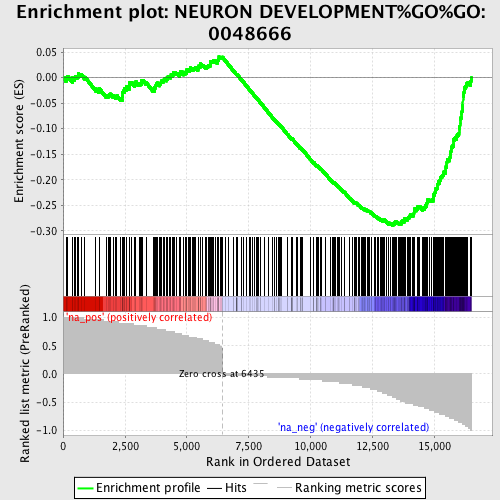 Enrichment plot: NEURON DEVELOPMENT%GO%GO:
0048666
Enrichment score (ES)
0.05
0.00
-0.05
-0.10
-0.15
-0.20
-0.25
-0.30
Ranked list metric (PreRanked)
1.0
0.5
0.0
-0.5
-1.0
'na_pos' (positively correlated)
Zero cross at 6435
'na_neg' (negatively correlated)
0
2,500
5,000
7,500
10,000
12,500
15,000
Rank in Ordered Dataset
Enrichment profile
Hits
Ranking metric scores